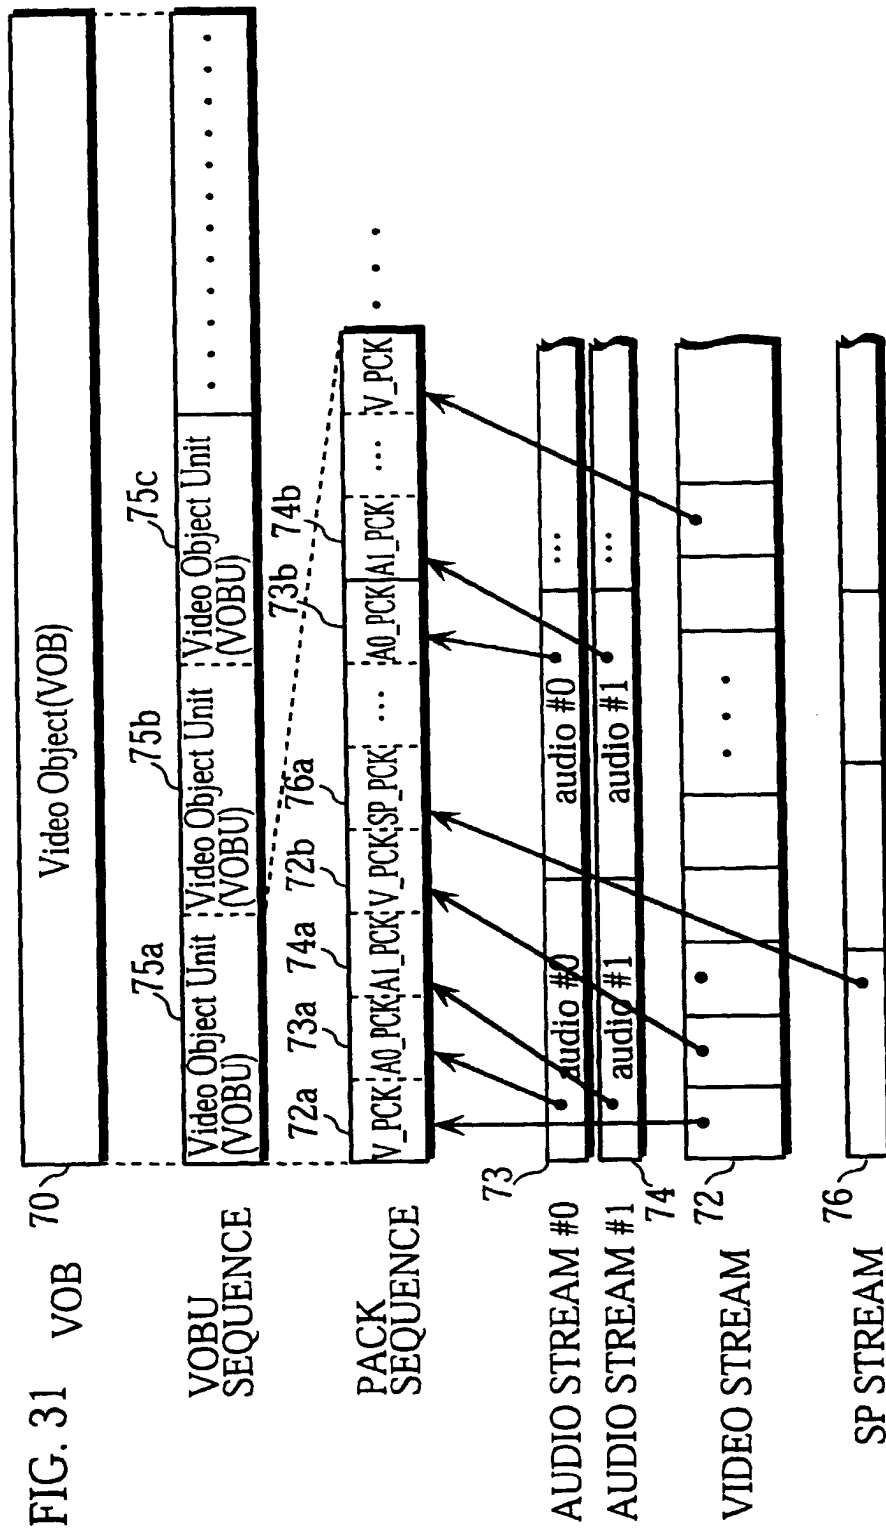 FIG. 31
VOB
70
Video Object(VOB)
VOBU
SEQUENCE
75a
75b
75c
Video Object Unit
(VOBU)
Video Object Unit
(VOBU)
Video Object Unit
(VOBU)
. . . . . . . . . . . .
PACK
SEQUENCE
72a
73a
74a
72b
76a
73b
74b
V_PCK
A0_PCK
A1_PCK
V_PCK
SP_PCK
...
A0_PCK
A1_PCK
...
V_PCK
. . .
AUDIO STREAM #0
73
audio #0
audio #0
...
AUDIO STREAM #1
74
audio #1
audio #1
...
VIDEO STREAM
72
. . .
SP STREAM
76